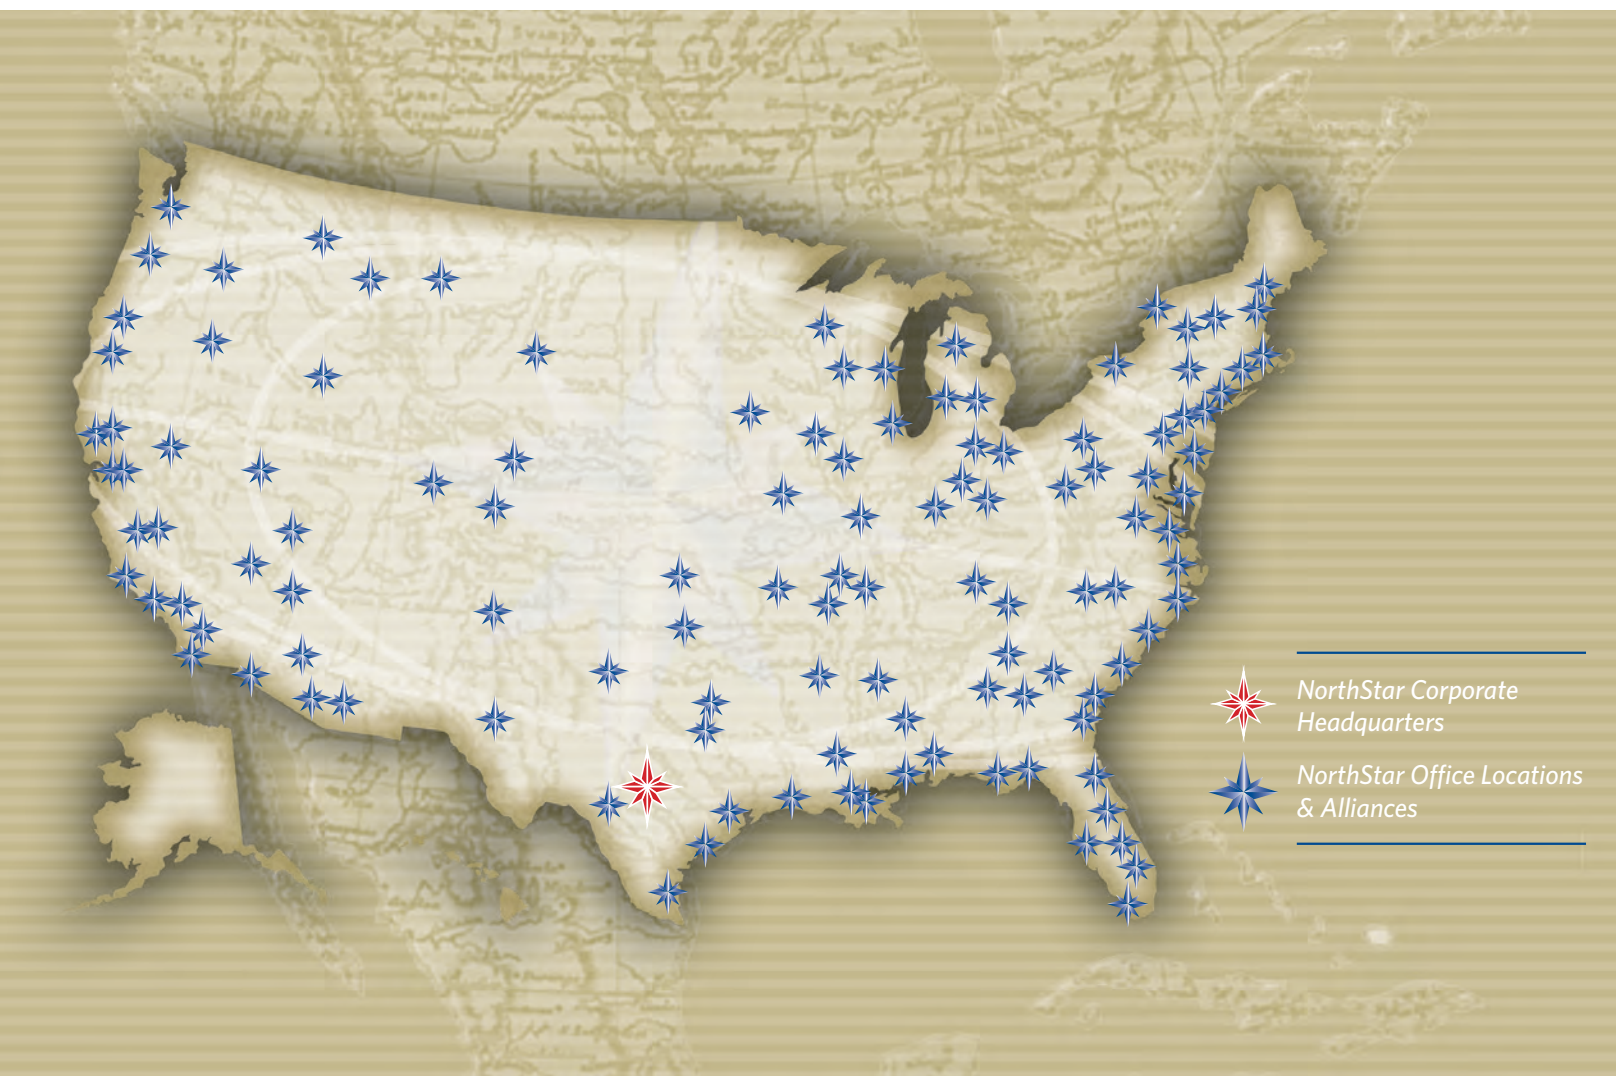 NorthStar Corporate
Headquarters
NorthStar Office Locations
& Alliances